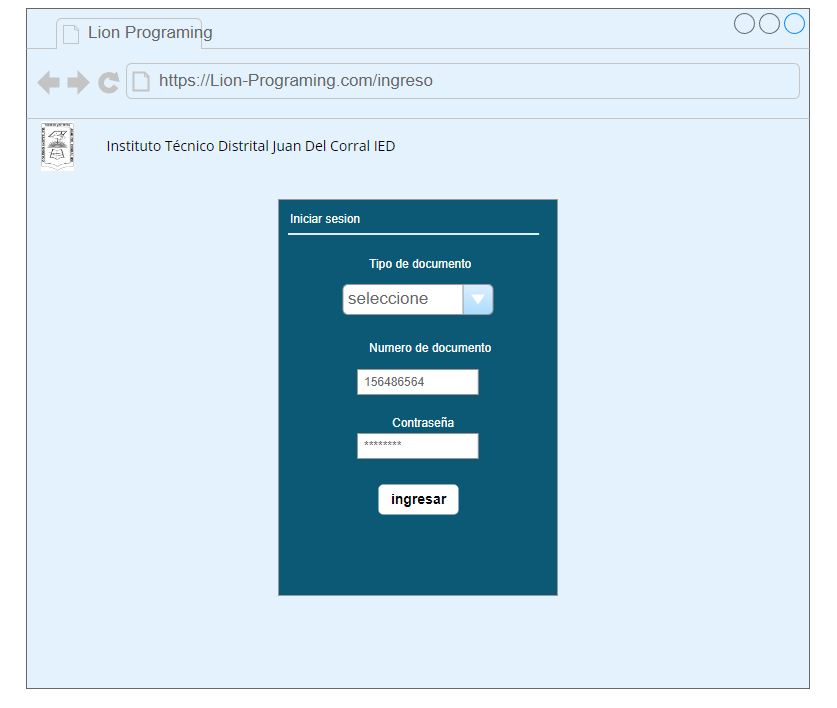 Lion Programing
https://Lion-Programing.com/ingreso
Instituto Técnico Distrital Juan Del Corral IED
Iniciar sesion
Tipo de documento
seleccione
Numero de documento
156486564
Contraseña
********
ingresar